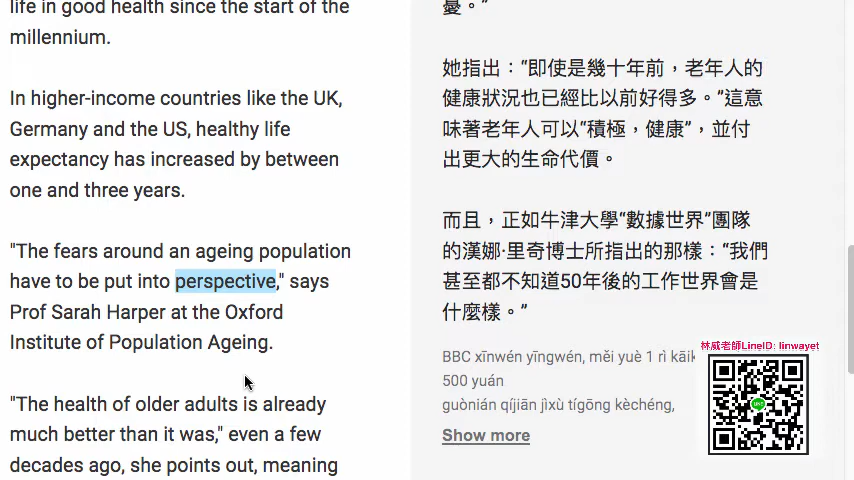 life in good health since the start of the
millennium.
In higher-income countries like the UK,
Germany and the US, healthy life
expectancy has increased by between
one and three years.
"The fears around an ageing population
have to be put into perspective," says
Prof Sarah Harper at the Oxford
Institute of Population Ageing.
"The health of older adults is already
much better than it was," even a few
decades ago, she points out, meaning
憂。”
她指出：“即使是幾十年前，老年人的
健康狀況也已經比以前好得多。”這意
味著老年人可以“積極，健康”，並付
出更大的生命代價。
而且，正如牛津大學“數據世界”團隊
的漢娜·里奇博士所指出的那樣：“我們
甚至都不知道50年後的工作世界會是
什麼樣。”
BBC xīnwén yīngwén, měi yuè 1 rì kāik
500 yuán
guònián qíjiān jìxù tígōng kèchéng,
Show more
林威老師LineID: linwayet
LINE